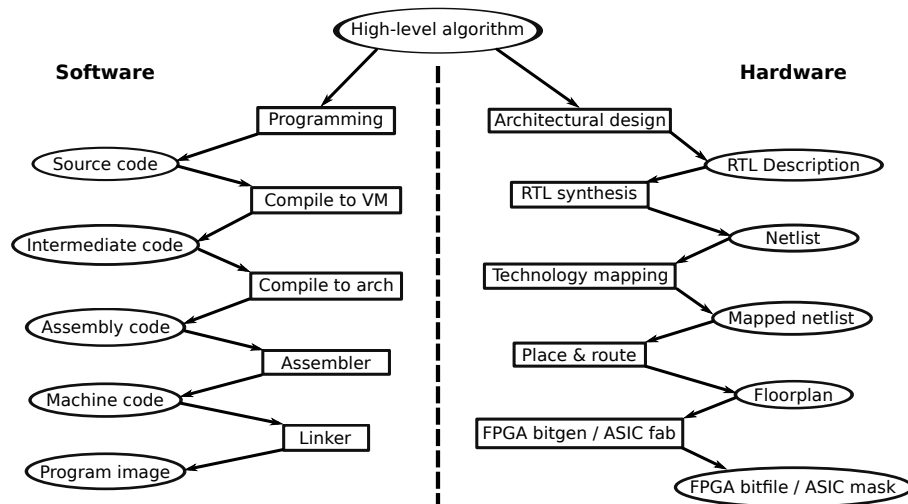 High-level algorithm
Software
Hardware
Programming
Architectural design
Source code
RTL Description
Compile to VM
RTL synthesis
Intermediate code
Netlist
Compile to arch
Technology mapping
Assembly code
Mapped netlist
Assembler
Place & route
Machine code
Floorplan
Linker
FPGA bitgen / ASIC fab
Program image
FPGA bitfile / ASIC mask